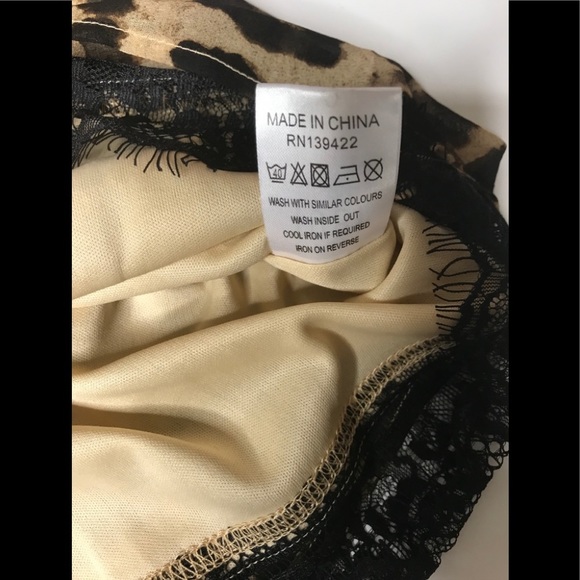 MADE IN CHINA
RN139422
40
WASH WITH SIMILAR COLOURS
WASH INSIDE OUT
COOL IRON IF REQUIRED
IRON ON REVERSE